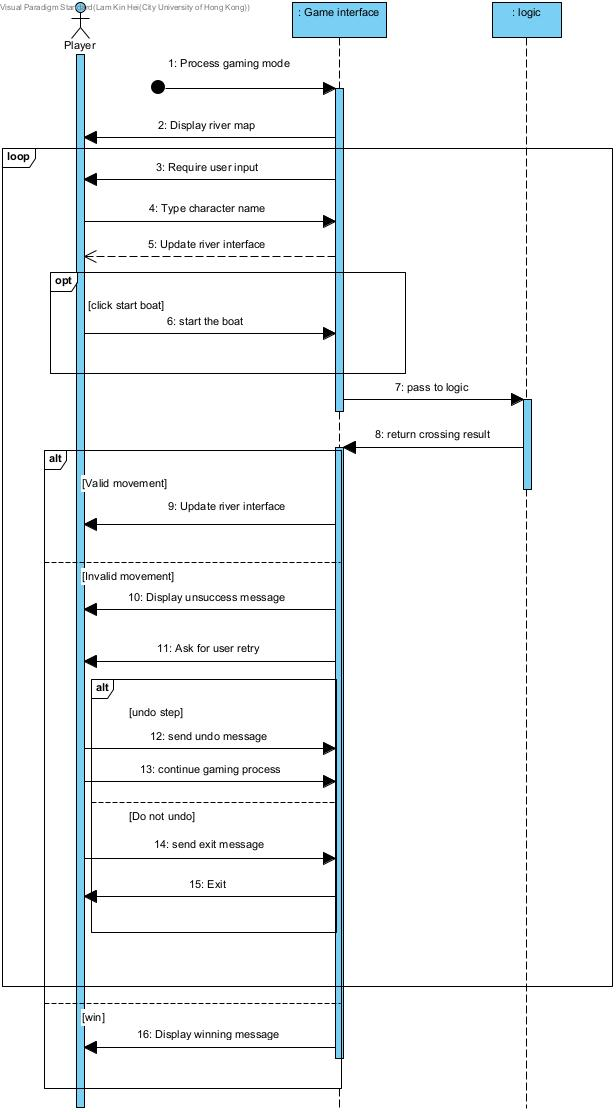 Visual Paradigm Standard(Lam Kin Hei(City University of Hong Kong))
: Game interface
: logic
Player
1: Process gaming mode
2: Display river map
loop
3: Require user input
4: Type character name
5: Update river interface
opt
[click start boat]
6: start the boat
7: pass to logic
8: return crossing result
alt
[Valid movement]
9: Update river interface
[Invalid movement]
10: Display unsuccess message
11: Ask for user retry
alt
[undo step]
12: send undo message
13: continue gaming process
[Do not undo]
14: send exit message
15: Exit
[win]
16: Display winning message